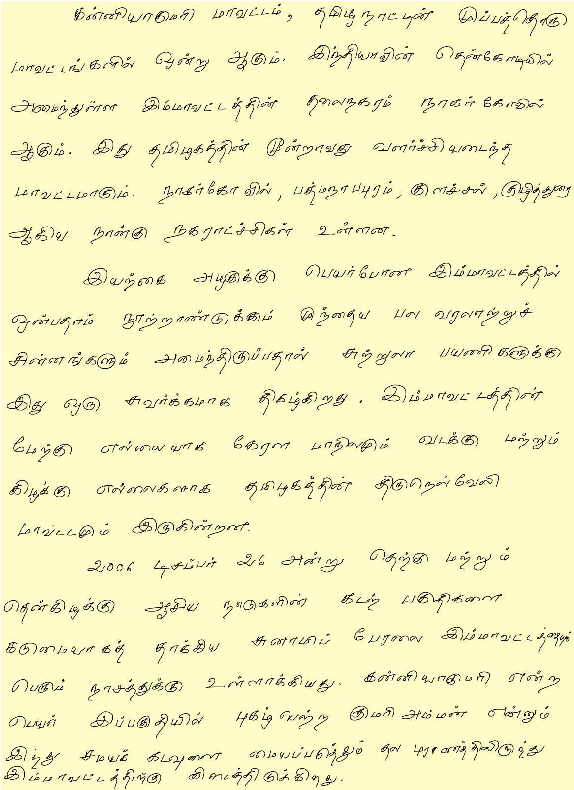 கன்னியாகுமரி மாவட்டம், தமிழ்நாட்டின் முப்பத்தொரு
மாவட்டங்களில் ஒன்று ஆகும். இந்தியாவின் தென்கோடியில்
அமைந்துள்ள இம்மாவட்டத்தின் தலைநகரம் நாகர்கோவில்
ஆகும். இது தமிழகத்தின் மூன்றாவது வளர்ச்சியடைந்த
மாவட்டமாகும். நாகர்கோவில், பத்மநாபபுரம், குளச்சல், குழித்துறை
ஆகிய நான்கு நகராட்ச்சிகள் உள்ளன.
இயற்கை அழகுக்கு பெயர்போன இம்மாவட்டத்தில்
ஒன்பதாம் நூற்றாண்டுக்கும் முந்தைய பல வரலாற்றுச்
சின்னங்களும் அமைந்திருப்பதால் சுற்றுலா பயணிகளுக்கு
இது ஒரு சுவர்க்கமாக திகழ்கிறது. இம்மாவட்டத்தின்
மேற்கு எல்லையாக கேரள மாநிலமும் வடக்கு மற்றும்
கிழக்கு எல்லைகளாக தமிழகத்தின் திருநெல்வேலி
மாவட்டமும் இருகின்றன.
2006 டிசம்பர் 26 அன்று தெற்கு மற்றும்
தென்கிழக்கு ஆசிய நாடுகளின் கடற் பகுதிகளை
கடுமையாகத் தாக்கிய சுனாமிப் பேரலை இம்மாவட்டத்தையும்
பெரும் நாசத்துக்கு உள்ளாக்கியது. கன்னியாகுமரி என்ற
பெயர் இப்பகுதியில் புகழ்பெற்ற குமரி அம்மன் என்னும்
இந்து சமயக் கடவுளை மையப்படுத்தும் தல புராணத்திலிருந்து
இம்மாவட்டத்திற்கு கிடைத்திடுக்கிறது.